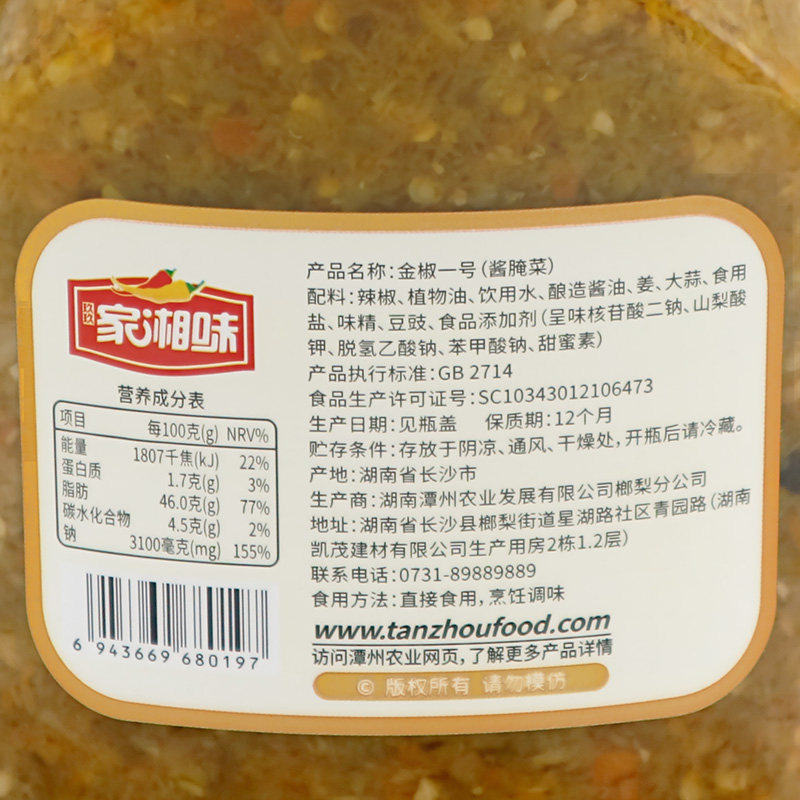 玖玖
家湘味
营养成分表
项目 每100克(g) NRV%
能量 1807千焦(kJ) 22%
蛋白质 1.7克(g) 3%
脂肪 46.0克(g) 77%
碳水化合物 4.5克(g) 2%
钠 3100毫克(mg) 155%
6 943669 680197
产品名称:金椒一号(酱腌菜)
配料:辣椒、植物油、饮用水、酿造酱油、姜、大蒜、食用
盐、味精、豆豉、食品添加剂(呈味核苷酸二钠、山梨酸
钾、脱氢乙酸钠、苯甲酸钠、甜蜜素)
产品执行标准:GB 2714
食品生产许可证号:SC10343012106473
生产日期:见瓶盖 保质期:12个月
贮存条件:存放于阴凉、通风、干燥处,开瓶后请冷藏。
产地:湖南省长沙市
生产商:湖南潭州农业发展有限公司㮾梨分公司
地址:湖南省长沙县㮾梨街道星湖路社区青园路(湖南
凯茂建材有限公司生产用房2栋1.2层)
联系电话:0731-89889889
食用方法:直接食用,烹饪调味
www.tanzhoufood.com
访问潭州农业网页,了解更多产品详情
© 版权所有 请勿模仿